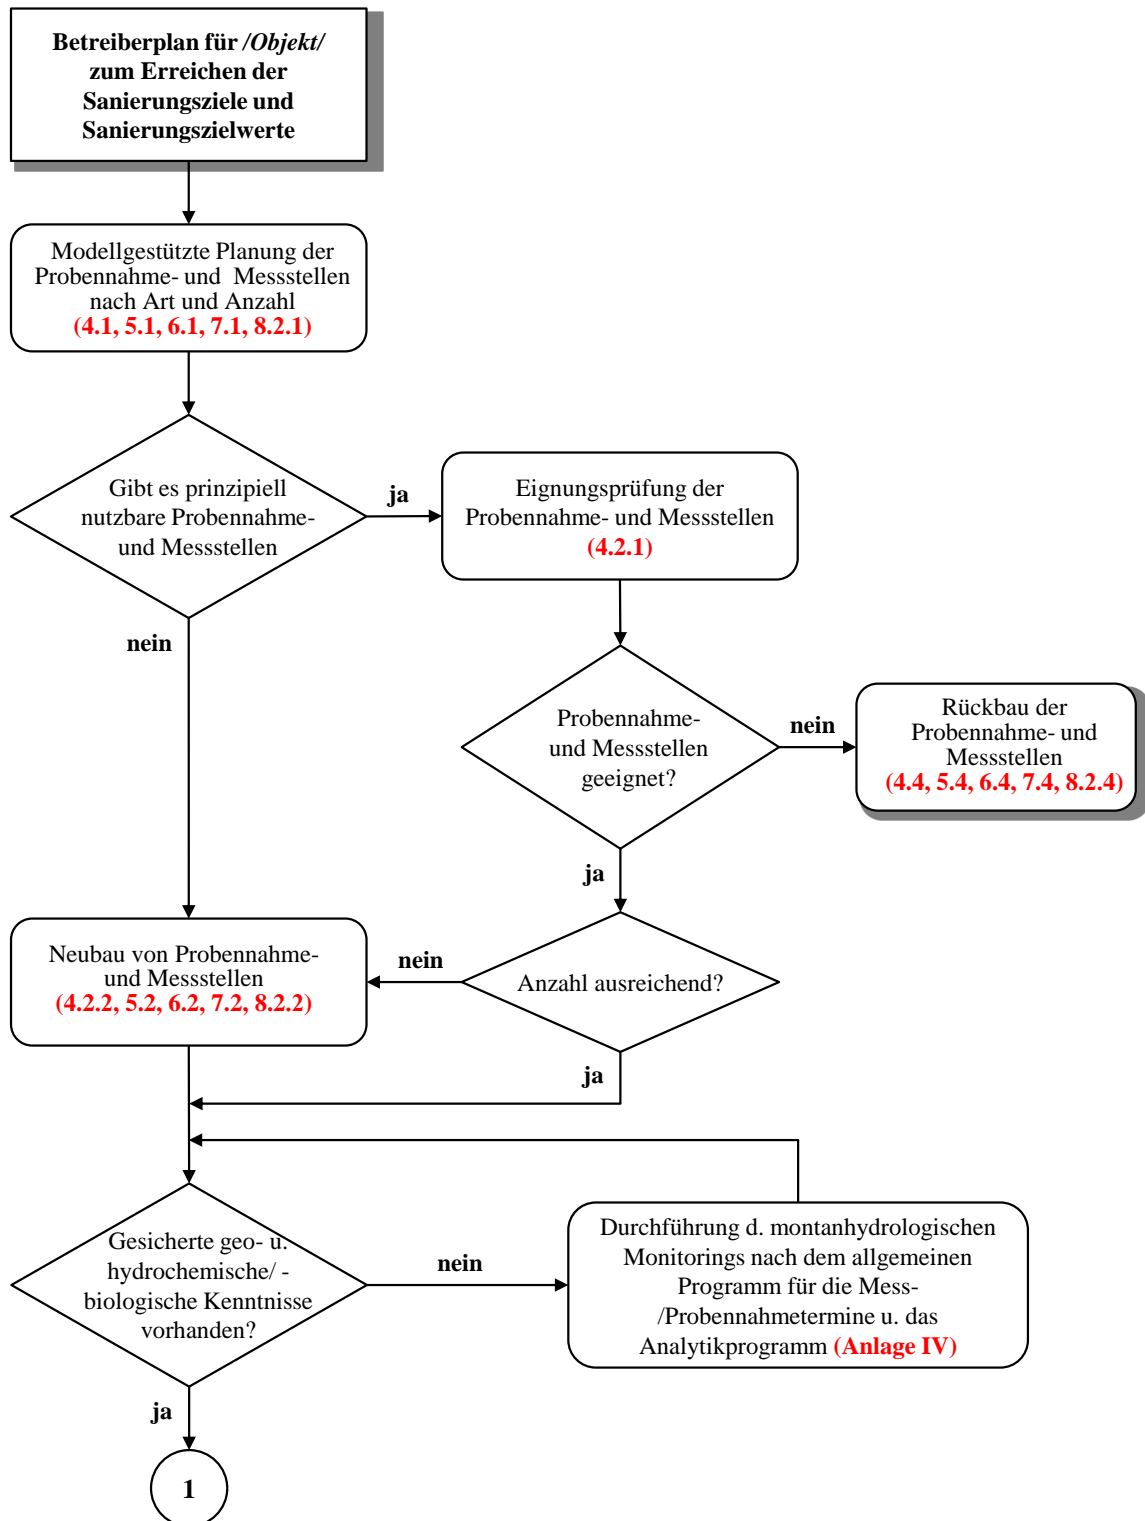 Betreiberplan für /Objekt/
zum Erreichen der
Sanierungsziele und
Sanierungszielwerte
Modellgestützte Planung der
Probennahme- und Messstellen
nach Art und Anzahl
(4.1, 5.1, 6.1, 7.1, 8.2.1)
Gibt es prinzipiell
nutzbare Probennahme-
und Messstellen
ja
Eignungsprüfung der
Probennahme- und Messstellen
(4.2.1)
nein
Probennahme-
und Messstellen
geeignet?
nein
Rückbau der
Probennahme- und
Messstellen
(4.4, 5.4, 6.4, 7.4, 8.2.4)
ja
Neubau von Probennahme-
und Messstellen
(4.2.2, 5.2, 6.2, 7.2, 8.2.2)
nein
Anzahl ausreichend?
ja
Gesicherte geo- u.
hydrochemische/ -
biologische Kenntnisse
vorhanden?
nein
Durchführung d. montanhydrologischen
Monitorings nach dem allgemeinen
Programm für die Mess-
/Probennahmetermine u. das
Analytikprogramm (Anlage IV)
ja
1